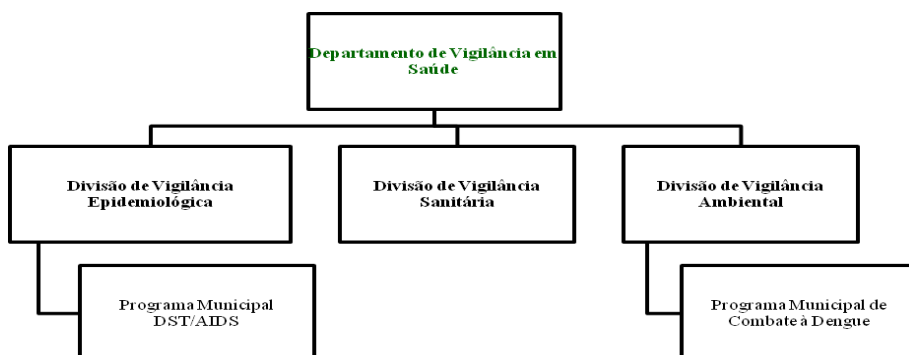 Departamento de Vigilância em
Saúde
Divisão de Vigilância
Epidemiológica
Divisão de Vigilância
Sanitária
Divisão de Vigilância
Ambiental
Programa Municipal
DST/AIDS
Programa Municipal de
Combate à Dengue